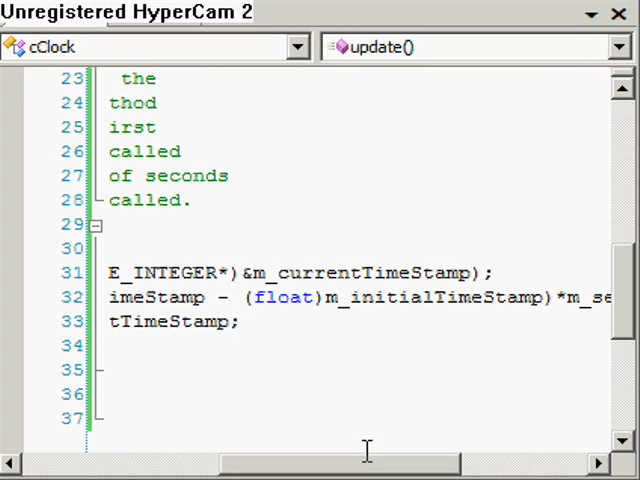 Unregistered HyperCam 2
cClock
update()
23 the
24 thod
25 irst
26 called
27 of seconds
28 called.
29
30
31 E_INTEGER*)&m_currentTimeStamp);
32 imeStamp - (float)m_initialTimeStamp)*m_se
33 tTimeStamp;
34
35
36
37